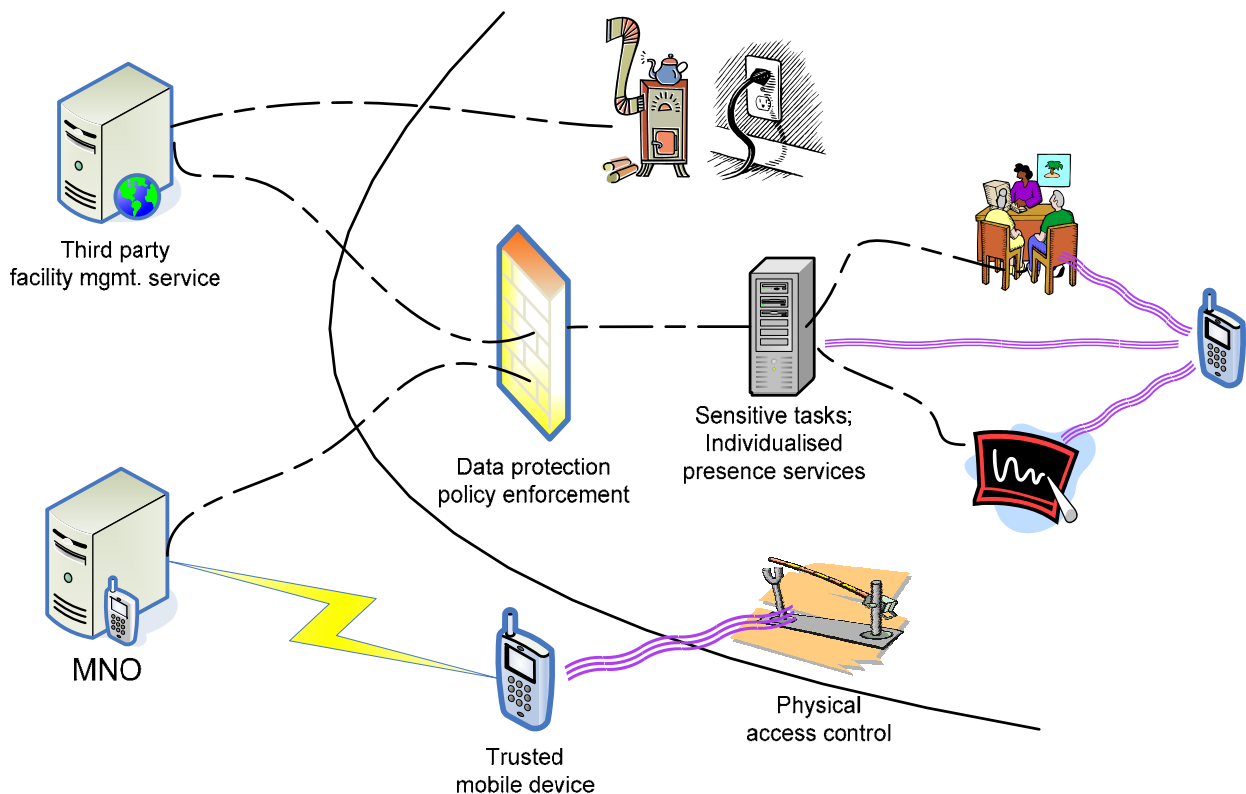 Third party
facility mgmt. service
Data protection
policy enforcement
Sensitive tasks;
Individualised
presence services
MNO
Trusted
mobile device
Physical
access control